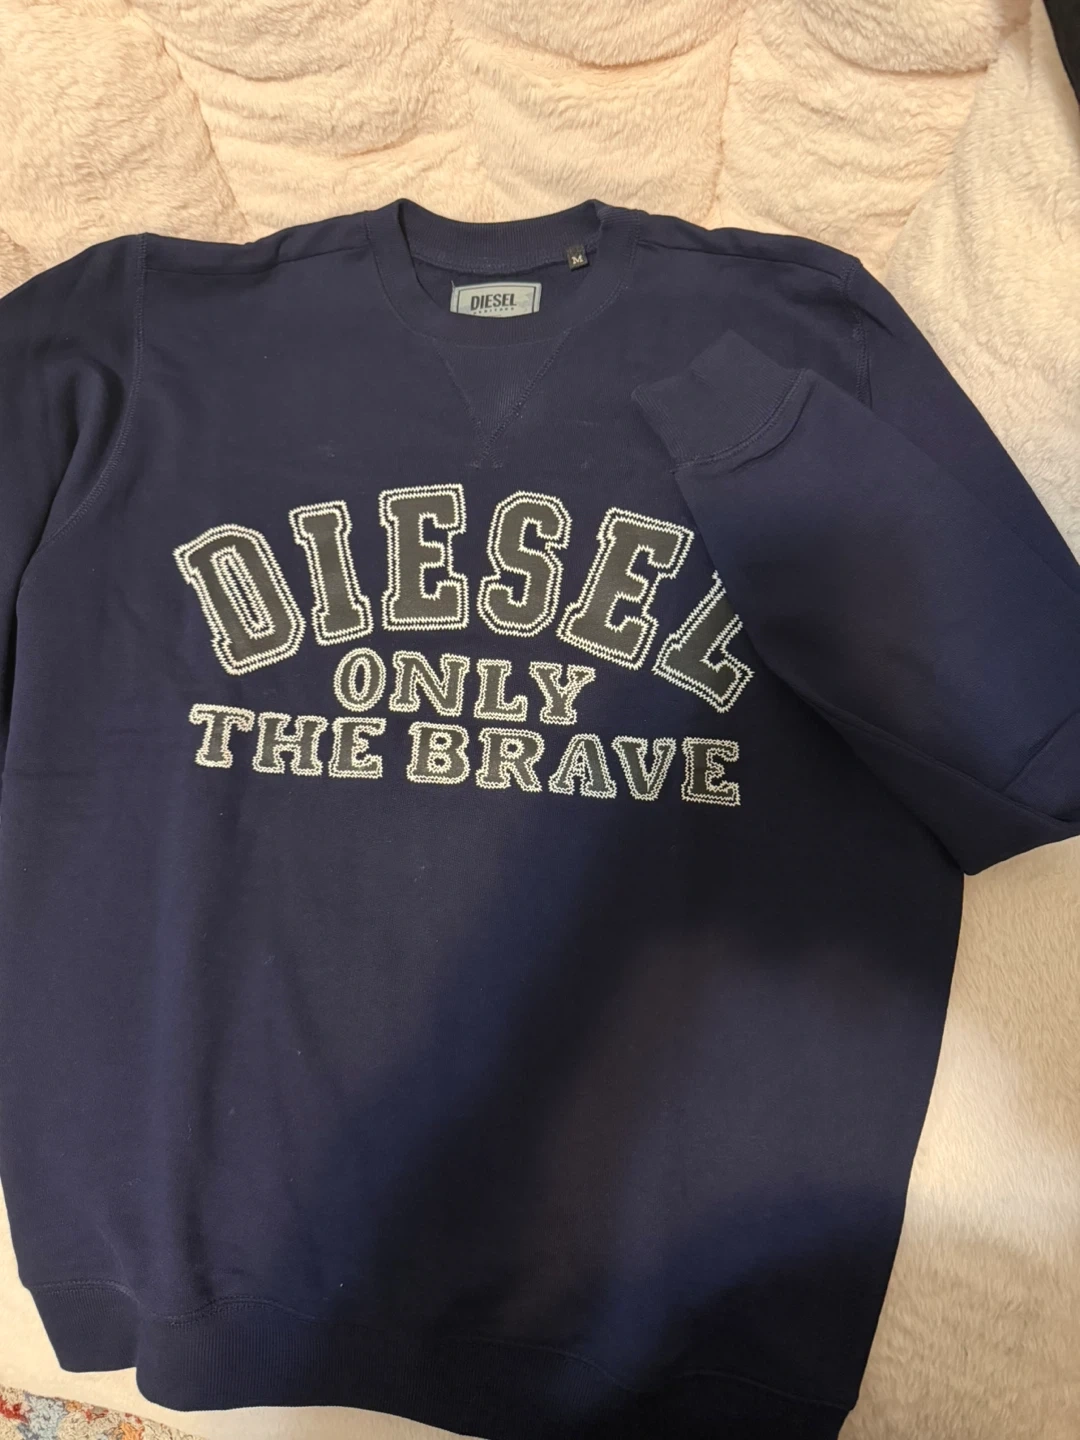 M
DIESEL
DIESEL
ONLY
THE BRAVE